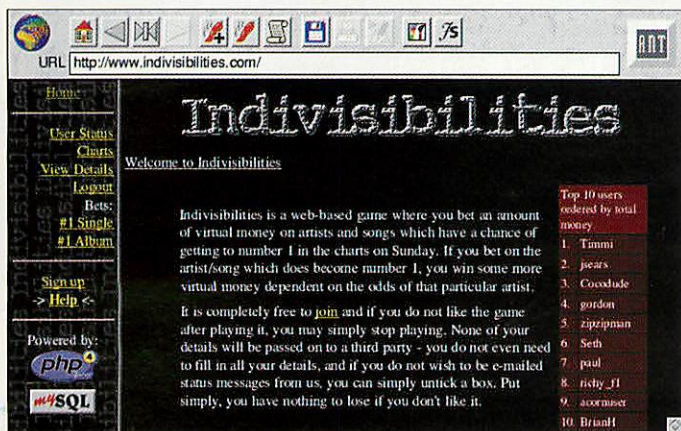 ANT
URL http://www.indivisibilities.com/
Home
User Status
Charts
View Details
Logout
Bets:
#1 Single
#1 Album
Sign up
-> Help <-
Powered by:
php 4
mySQL
Indivisibilities
Welcome to Indivisibilities
Indivisibilities is a web-based game where you bet an amount
of virtual money on artists and songs which have a chance of
getting to number 1 in the charts on Sunday. If you bet on the
artist/song which does become number 1, you win some more
virtual money dependent on the odds of that particular artist.
It is completely free to join and if you do not like the game
after playing it, you may simply stop playing. None of your
details will be passed on to a third party - you do not even need
to fill in all your details, and if you do not wish to be e-mailed
status messages from us, you can simply untick a box. Put
simply, you have nothing to lose if you don't like it.
Top 10 users
ordered by total
money
1. Timmi
2. jsears
3. Cocodude
4. gordon
5. zipzipman
6 Seth
7. paul
8. richy_f1
9. acornuser
10. BrianH